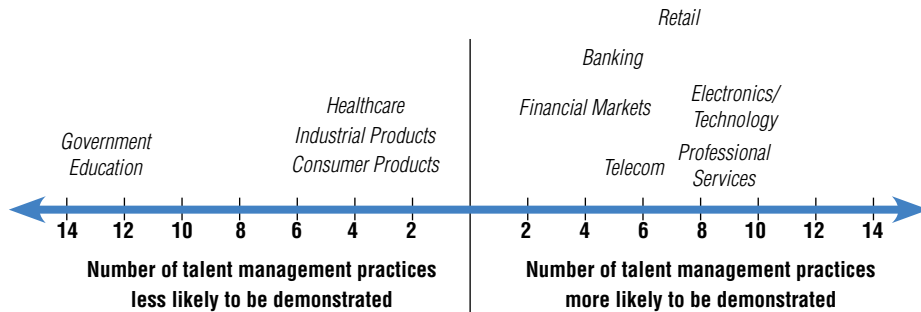 Retail
Banking
Healthcare
Financial Markets
Electronics/
Technology
Industrial Products
Government
Education
Consumer Products
Telecom
Professional
Services
14 12 10 8 6 4 2 2 4 6 8 10 12 14
Number of talent management practices
less likely to be demonstrated
Number of talent management practices
more likely to be demonstrated